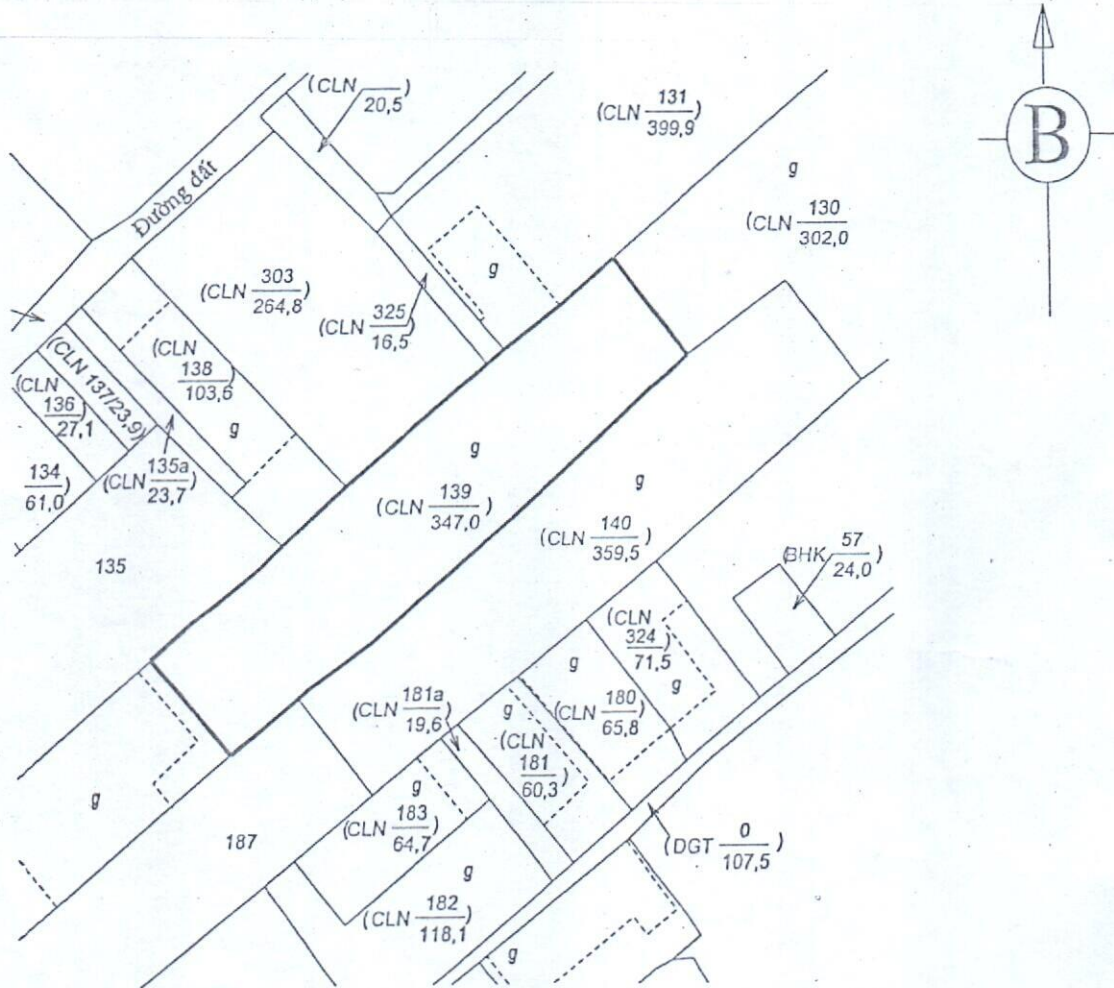 (CLN
20,5)
(CLN 131
399,9)
B
g
(CLN 130
302,0)
Đường đất
g
(CLN 303
264,8)
(CLN 325
16,5)
(CLN
138
103,6)
g
(CLN 137/23,9)
(CLN
136
27,1
134
61,0)
(CLN 135a
23,7)
g
(CLN 139
347,0)
g
(CLN 140
359,5)
135
(BHK 57
24,0)
(CLN
324
71,5)
g
g
(CLN 180
65,8)
(CLN 181a
19,6)
g
(CLN
181
60,3)
g
g
(CLN 183
64,7)
187
(DGT 0
107,5)
g
(CLN 182
118,1)
g